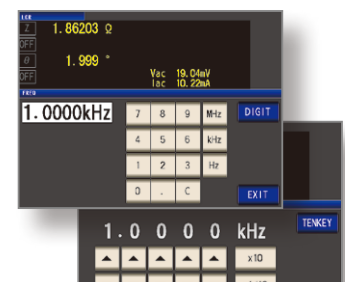 LCR
Z 1.86203 Ω
OFF
θ 1.999 °
OFF
Vac 19.04mV
Iac 10.22mA
FREQ
1.0000kHz
DIGIT
7 8 9 MHz
4 5 6 kHz
1 2 3 Hz
0 . C
EXIT
1.0000 kHz
TENKEY
×10